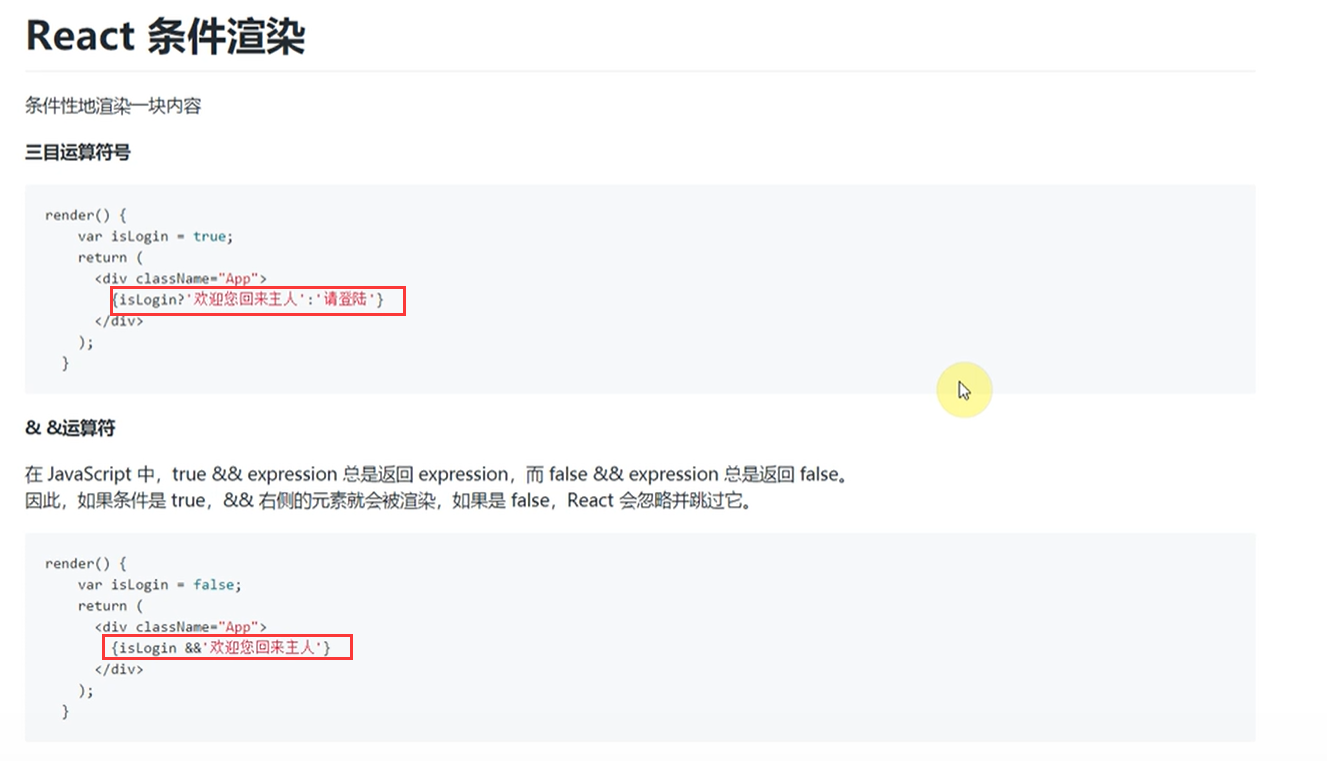 React 条件渲染
条件性地渲染一块内容
三目运算符号
render() {
var isLogin = true;
return (
<div className="App">
{isLogin?'欢迎您回来主人':'请登陆'}
</div>
);
}
& &运算符
在 JavaScript 中，true && expression 总是返回 expression，而 false && expression 总是返回 false。
因此，如果条件是 true，&& 右侧的元素就会被渲染，如果是 false，React 会忽略并跳过它。
render() {
var isLogin = false;
return (
<div className="App">
{isLogin &&'欢迎您回来主人'}
</div>
);
}